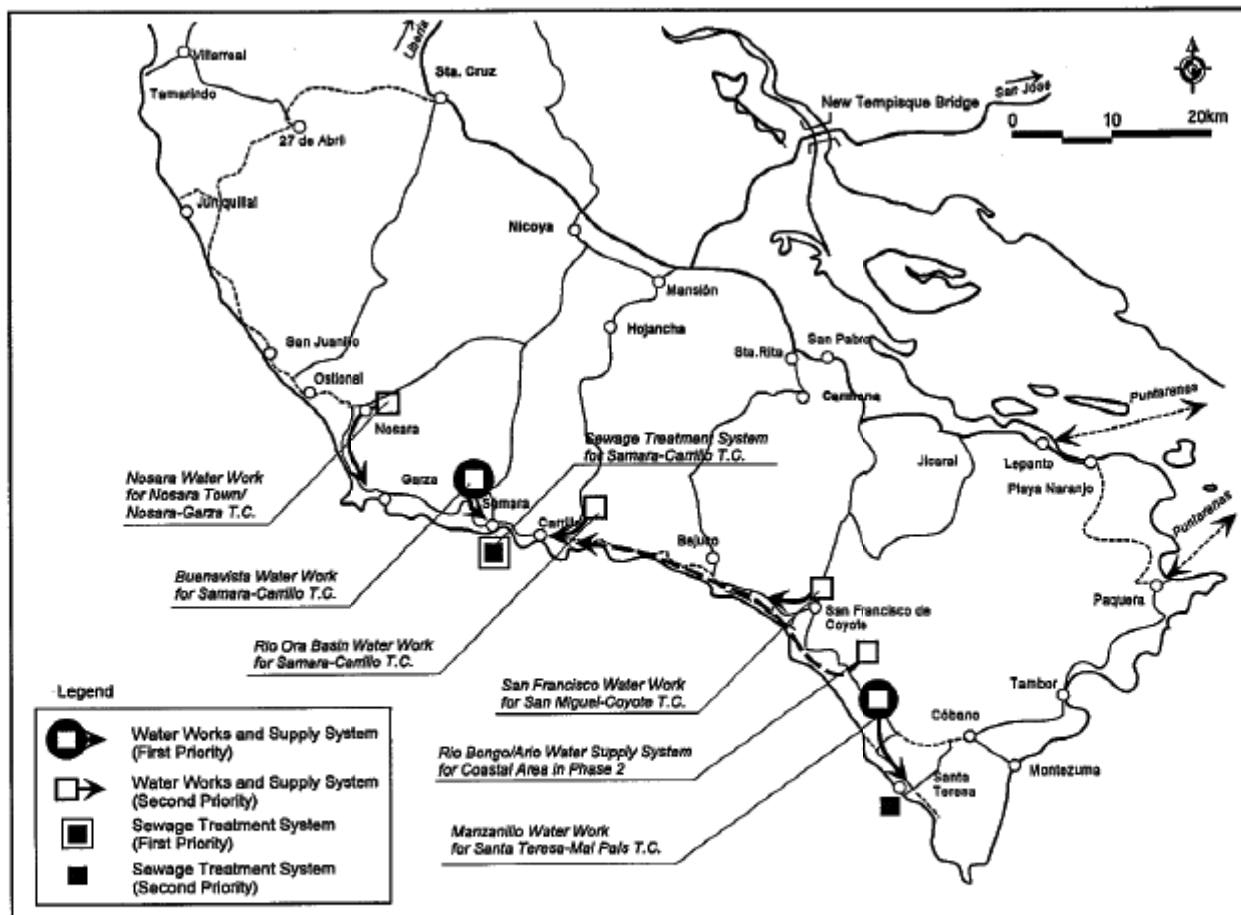 Villarreal
Liberia
Sta. Cruz
Tamarindo
27 de Abril
New Tempisque Bridge
San José
0 10 20km
Junquillal
Nicoya
Mansión
Hojancha
San Juanillo
Sta.Rita
San Pablo
Ostional
Carmona
Puntarenas
Nosara
Sewage Treatment System
for Samara-Carrillo T.C.
Jicaral
Lepanto
Playa Naranjo
Nosara Water Work
for Nosara Town/
Nosara-Garza T.C.
Garza
Samara
Carrillo
Puntarenas
Bejuco
Buenavista Water Work
for Samara-Carrillo T.C.
Paquera
San Francisco de
Coyote
Rio Ora Basin Water Work
for Samara-Carrillo T.C.
San Francisco Water Work
for San Miguel-Coyote T.C.
Tambor
Cóbano
Rio Bongo/Ario Water Supply System
for Coastal Area in Phase 2
Santa
Teresa
Montezuma
Manzanillo Water Work
for Santa Teresa-Mal Pais T.C.
Legend
Water Works and Supply System
(First Priority)
Water Works and Supply System
(Second Priority)
Sewage Treatment System
(First Priority)
Sewage Treatment System
(Second Priority)